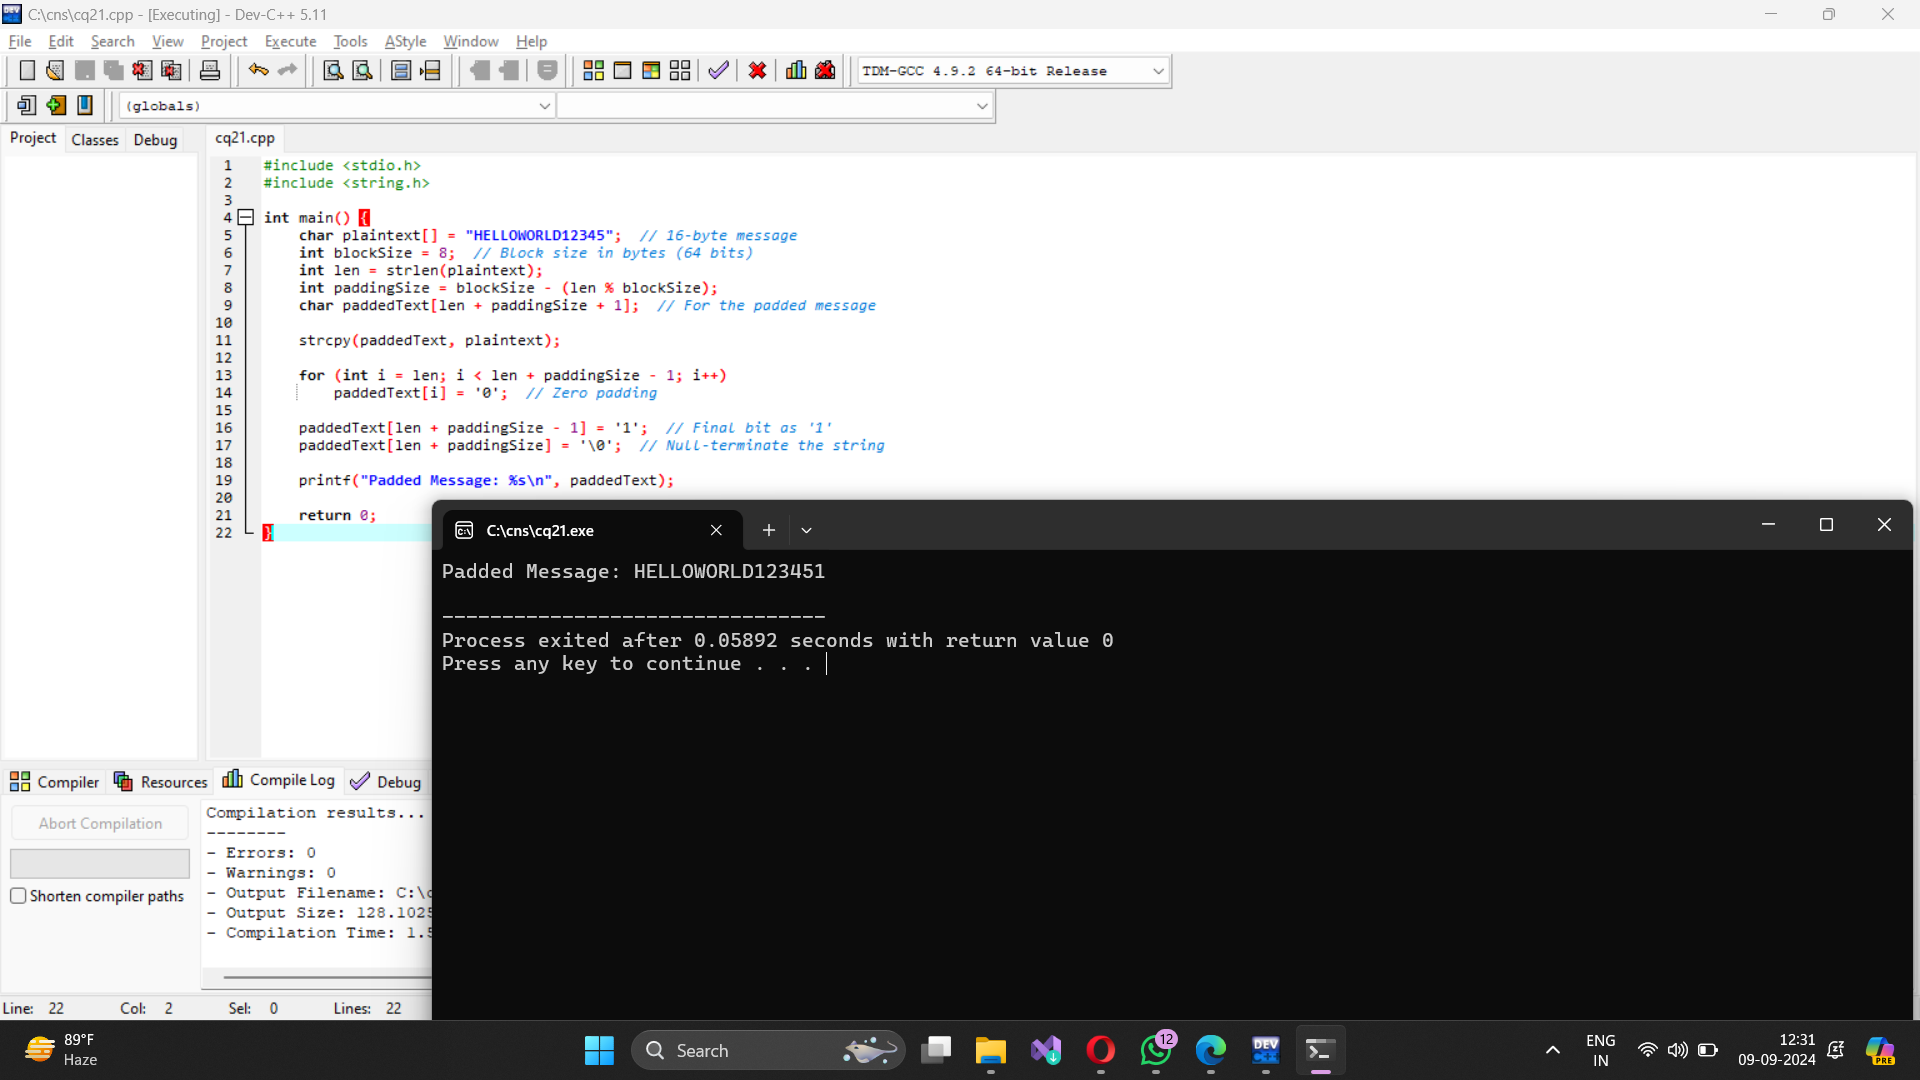 C:\cns\cq21.cpp - [Executing] - Dev-C++ 5.11
File Edit Search View Project Execute Tools AStyle Window Help
TDM-GCC 4.9.2 64-bit Release
(globals)
Project Classes Debug
cq21.cpp
1 #include <stdio.h>
2 #include <string.h>
3
4 int main() {
5 char plaintext[] = "HELLOWORLD12345"; // 16-byte message
6 int blockSize = 8; // Block size in bytes (64 bits)
7 int len = strlen(plaintext);
8 int paddingSize = blockSize - (len % blockSize);
9 char paddedText[len + paddingSize + 1]; // For the padded message
10
11 strcpy(paddedText, plaintext);
12
13 for (int i = len; i < len + paddingSize - 1; i++)
14 paddedText[i] = '0'; // Zero padding
15
16 paddedText[len + paddingSize - 1] = '1'; // Final bit as '1'
17 paddedText[len + paddingSize] = '\0'; // Null-terminate the string
18
19 printf("Padded Message: %s\n", paddedText);
20
21 return 0;
22 }
C:\cns\cq21.exe
Padded Message: HELLOWORLD123451
--------------------------------
Process exited after 0.05892 seconds with return value 0
Press any key to continue . . .
Compiler Resources Compile Log Debug
Abort Compilation
Shorten compiler paths
Compilation results...
--------
- Errors: 0
- Warnings: 0
- Output Filename: C:\c
- Output Size: 128.1025
- Compilation Time: 1.5
Line: 22 Col: 2 Sel: 0 Lines: 22
89°F
Haze
Search
12
DEV
C++
ENG
IN
12:31
09-09-2024
PRE